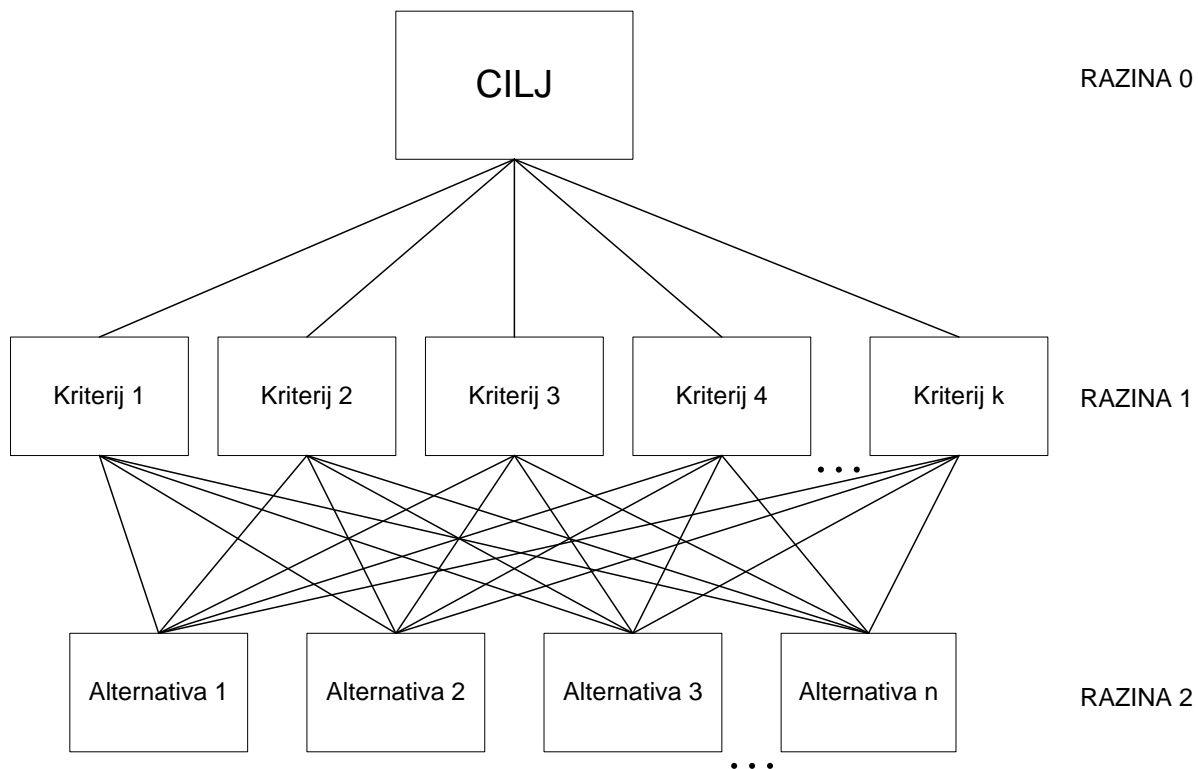 CILJ
RAZINA 0
Kriterij 1
Kriterij 2
Kriterij 3
Kriterij 4
Kriterij k
RAZINA 1
...
Alternativa 1
Alternativa 2
Alternativa 3
Alternativa n
RAZINA 2
...